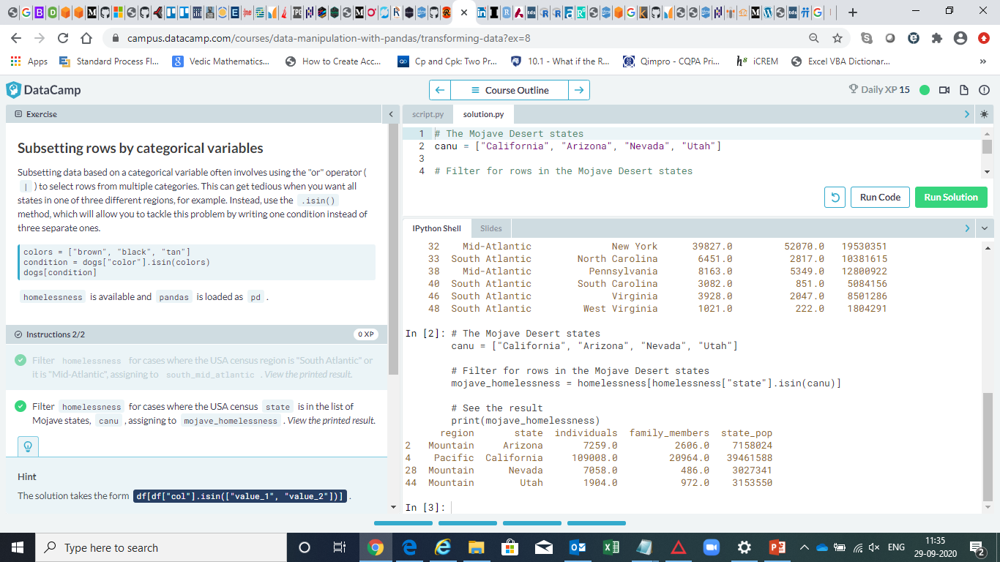 campus.datacamp.com/courses/data-manipulation-with-pandas/transforming-data?ex=8
Apps Standard Process Fl... Vedic Mathematics... How to Create Acc... Cp and Cpk: Two Pr... 10.1 - What if the R... Qimpro - CQPA Pri... iCREM Excel VBA Dictionar... »
DataCamp
Course Outline
Daily XP 15
Exercise
Subsetting rows by categorical variables
Subsetting data based on a categorical variable often involves using the "or" operator (
| ) to select rows from multiple categories. This can get tedious when you want all
states in one of three different regions, for example. Instead, use the .isin()
method, which will allow you to tackle this problem by writing one condition instead of
three separate ones.
colors = ["brown", "black", "tan"]
condition = dogs["color"].isin(colors)
dogs[condition]
homelessness is available and pandas is loaded as pd .
Instructions 2/2
0 XP
Filter homelessness for cases where the USA census region is "South Atlantic" or
it is "Mid-Atlantic", assigning to south_mid_atlantic . View the printed result.
Filter homelessness for cases where the USA census state is in the list of
Mojave states, canu , assigning to mojave_homelessness . View the printed result.
Hint
The solution takes the form df[df["col"].isin(["value_1", "value_2"])] .
script.py solution.py
1 # The Mojave Desert states
2 canu = ["California", "Arizona", "Nevada", "Utah"]
3
4 # Filter for rows in the Mojave Desert states
Run Code Run Solution
IPython Shell Slides
32 Mid-Atlantic New York 39827.0 52070.0 19530351
33 South Atlantic North Carolina 6451.0 2817.0 10381615
38 Mid-Atlantic Pennsylvania 8163.0 5349.0 12800922
40 South Atlantic South Carolina 3082.0 851.0 5084156
46 South Atlantic Virginia 3928.0 2047.0 8501286
48 South Atlantic West Virginia 1021.0 222.0 1804291
In [2]: # The Mojave Desert states
canu = ["California", "Arizona", "Nevada", "Utah"]
# Filter for rows in the Mojave Desert states
mojave_homelessness = homelessness[homelessness["state"].isin(canu)]
# See the result
print(mojave_homelessness)
region state individuals family_members state_pop
2 Mountain Arizona 7259.0 2606.0 7158024
4 Pacific California 109008.0 20964.0 39461588
28 Mountain Nevada 7058.0 486.0 3027341
44 Mountain Utah 1904.0 972.0 3153550
In [3]:
Type here to search
ENG
11:35
29-09-2020
2